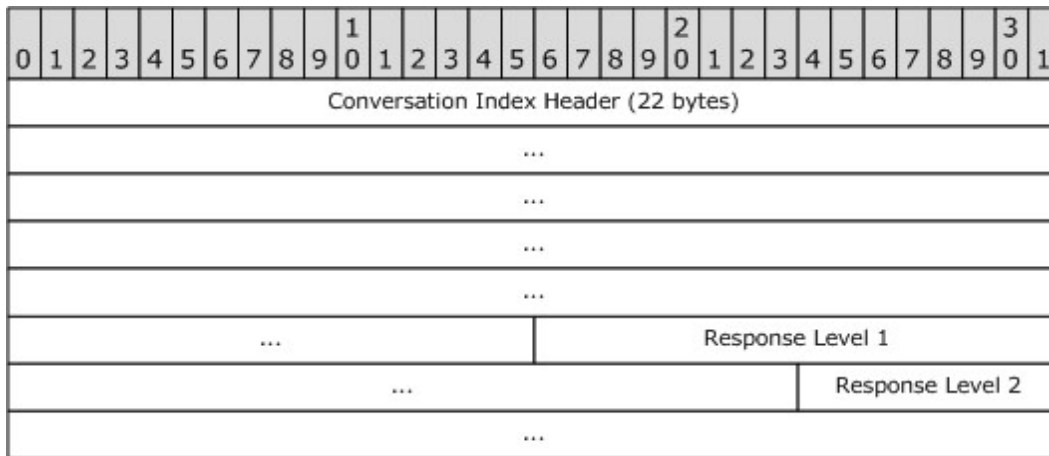 1 2 3
0 1 2 3 4 5 6 7 8 9 0 1 2 3 4 5 6 7 8 9 0 1 2 3 4 5 6 7 8 9 0 1
Conversation Index Header (22 bytes)
...
...
...
...
... Response Level 1
... Response Level 2
...